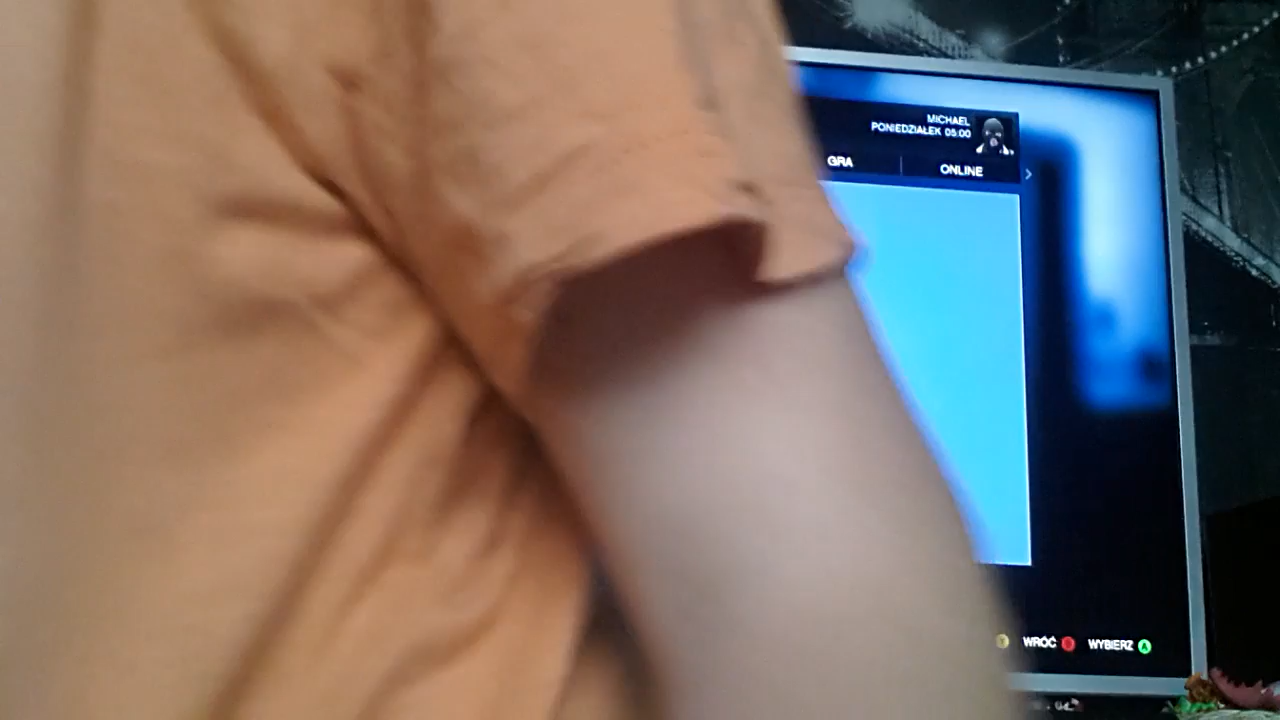 MICHAEL
PONIEDZIAŁEK 05:00
GRA
ONLINE
WRÓĆ B WYBIERZ A